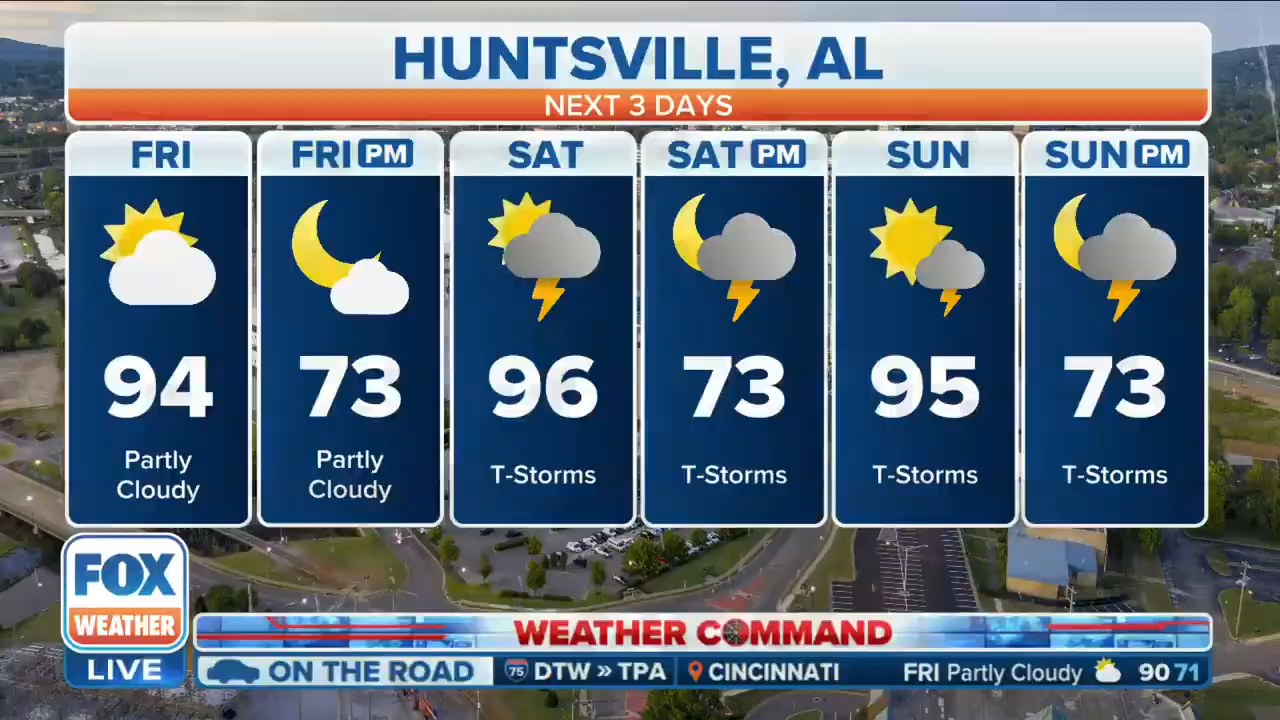 HUNTSVILLE, AL
NEXT 3 DAYS
FRI
94
Partly
Cloudy
FRI PM
73
Partly
Cloudy
SAT
96
T-Storms
SAT PM
73
T-Storms
SUN
95
T-Storms
SUN PM
73
T-Storms
FOX
WEATHER
LIVE
WEATHER COMMAND
ON THE ROAD 75 DTW » TPA CINCINNATI FRI Partly Cloudy 90 71